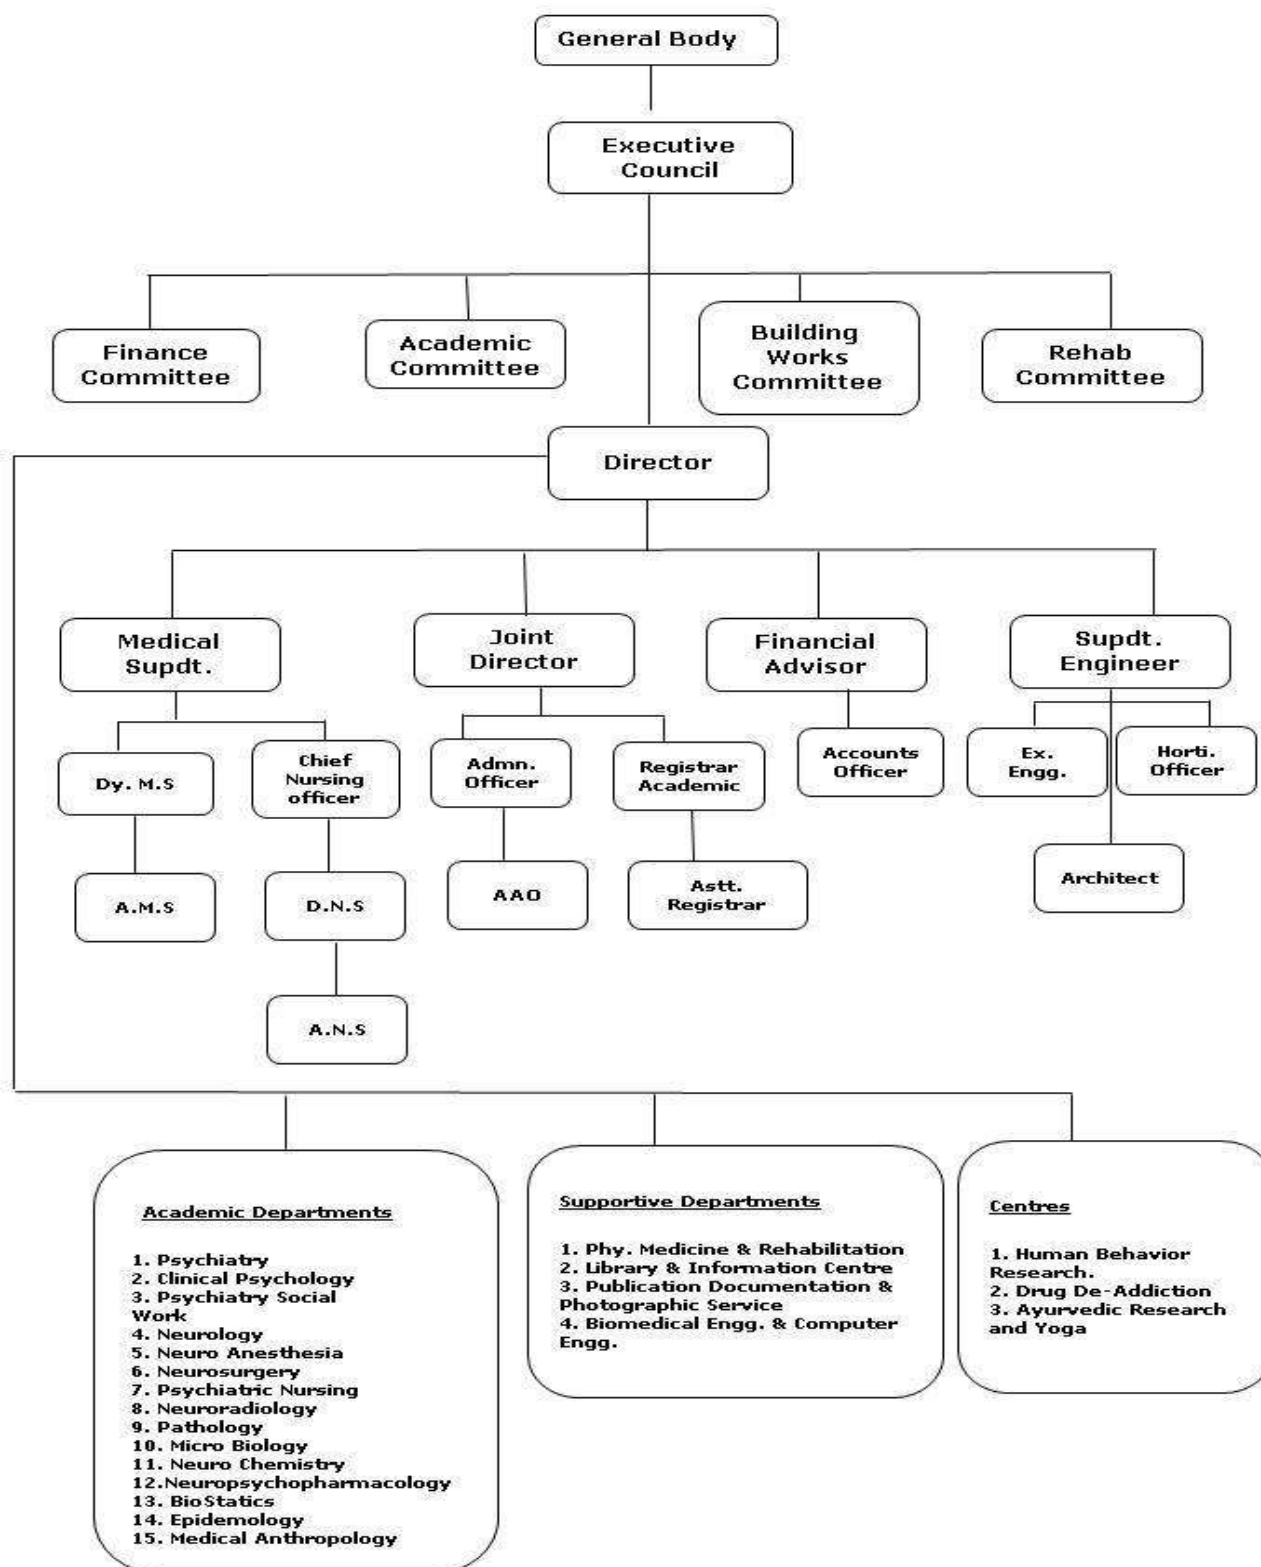 General Body
Executive
Council
Finance
Committee
Academic
Committee
Building
Works
Committee
Rehab
Committee
Director
Medical
Supdt.
Joint
Director
Financial
Advisor
Supdt.
Engineer
Dy. M.S
Chief
Nursing
officer
Admn.
Officer
Registrar
Academic
Accounts
Officer
Ex.
Engg.
Horti.
Officer
A.M.S
D.N.S
AAO
Astt.
Registrar
Architect
A.N.S
Academic Departments
1. Psychiatry
2. Clinical Psychology
3. Psychiatry Social
Work
4. Neurology
5. Neuro Anesthesia
6. Neurosurgery
7. Psychiatric Nursing
8. Neuroradiology
9. Pathology
10. Micro Biology
11. Neuro Chemistry
12.Neuropsychopharmacology
13. BioStatics
14. Epidemology
15. Medical Anthropology
Supportive Departments
1. Phy. Medicine & Rehabilitation
2. Library & Information Centre
3. Publication Documentation &
Photographic Service
4. Biomedical Engg. & Computer
Engg.
Centres
1. Human Behavior
Research.
2. Drug De-Addiction
3. Ayurvedic Research
and Yoga